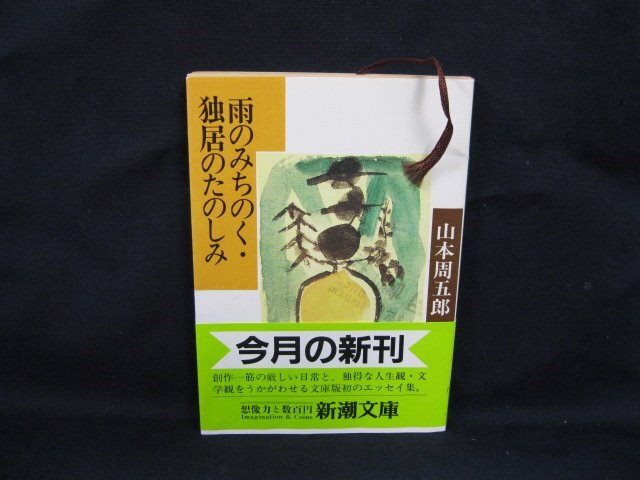 雨のみちのく・
独居のたのしみ
山本周五郎
今月の新刊
創作一筋の厳しい日常と、独得な人生観・文
学観をうかがわせる文庫版初のエッセイ集。
想像力と数百円 新潮文庫
Imagination & Coins